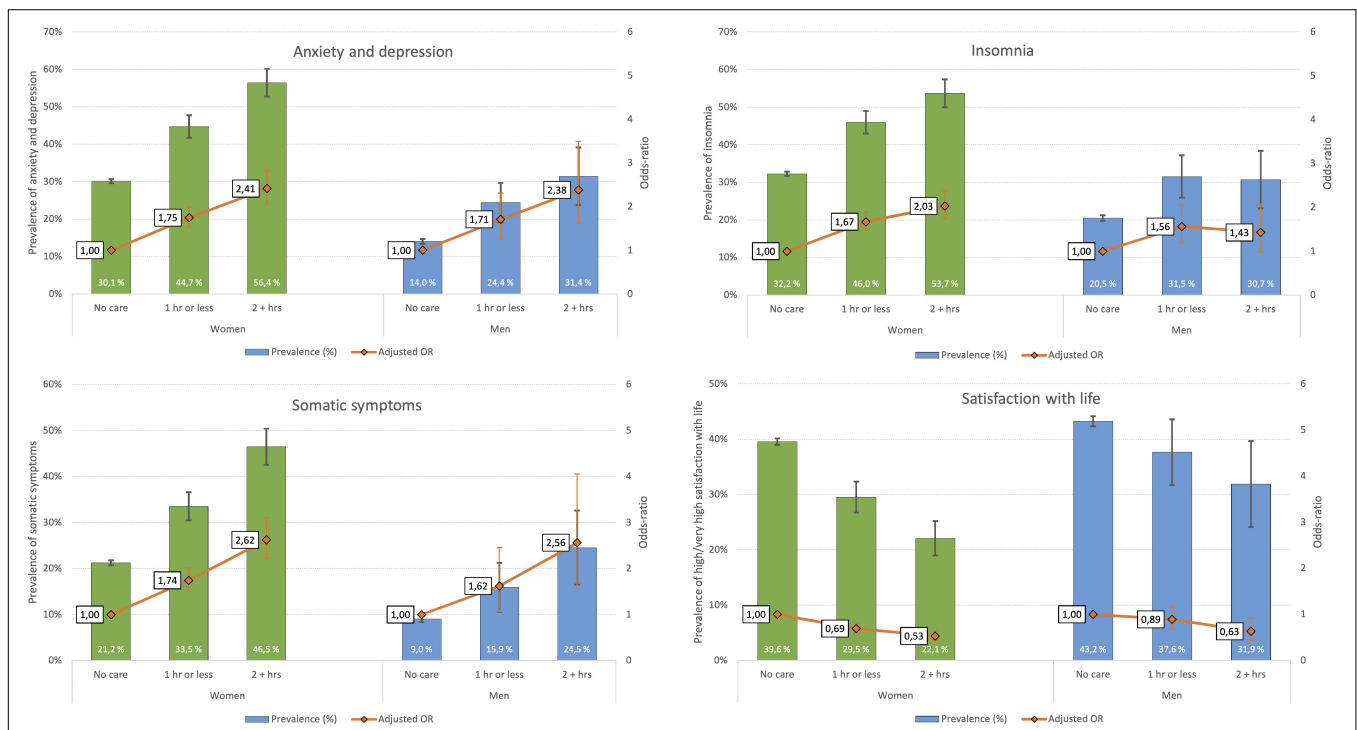 Anxiety and depression
Prevalence of anxiety and depression
70%
60%
50%
40%
30%
20%
10%
0%
6
5
4
3
2
1
0
Odds-ratio
1,00
1,75
2,41
1,00
1,71
2,38
30,1 %
44,7 %
56,4 %
14,0 %
24,4 %
31,4 %
No care
1 hr or less
2 + hrs
No care
1 hr or less
2 + hrs
Women
Men
Prevalence (%)
Adjusted OR
Insomnia
Prevalence of insomnia
70%
60%
50%
40%
30%
20%
10%
0%
6
5
4
3
2
1
0
Odds-ratio
1,00
1,67
2,03
1,00
1,56
1,43
32,2 %
46,0 %
53,7 %
20,5 %
31,5 %
30,7 %
No care
1 hr or less
2 + hrs
No care
1 hr or less
2 + hrs
Women
Men
Prevalence (%)
Adjusted OR
Somatic symptoms
Prevalence of somatic symptoms
60%
50%
40%
30%
20%
10%
0%
6
5
4
3
2
1
0
Odds-ratio
1,00
1,74
2,62
1,00
1,62
2,56
21,2 %
33,5 %
46,5 %
9,0 %
15,9 %
24,5 %
No care
1 hr or less
2 + hrs
No care
1 hr or less
2 + hrs
Women
Men
Prevalence (%)
Adjusted OR
Satisfaction with life
Prevalence of high/very high satisfaction with life
50%
40%
30%
20%
10%
0%
6
5
4
3
2
1
0
Odds-ratio
1,00
0,69
0,53
1,00
0,89
0,63
39,6 %
29,5 %
22,1 %
43,2 %
37,6 %
31,9 %
No care
1 hr or less
2 + hrs
No care
1 hr or less
2 + hrs
Women
Men
Prevalence (%)
Adjusted OR